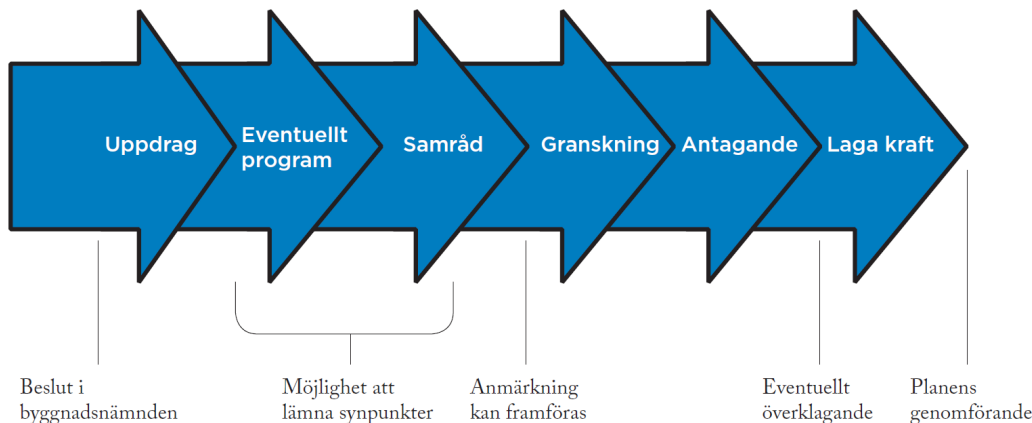 Uppdrag
Eventuellt
program
Samråd
Granskning
Antagande
Laga kraft
Beslut i
byggnadsnämnden
Möjlighet att
lämna synpunkter
Anmärkning
kan framföras
Eventuellt
överklagande
Planens
genomförande